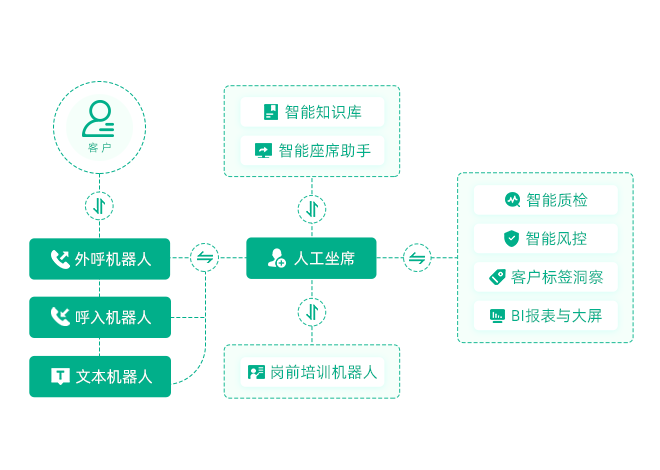 客户
智能知识库
智能座席助手
外呼机器人
呼入机器人
文本机器人
人工坐席
岗前培训机器人
智能质检
智能风控
客户标签洞察
BI报表与大屏